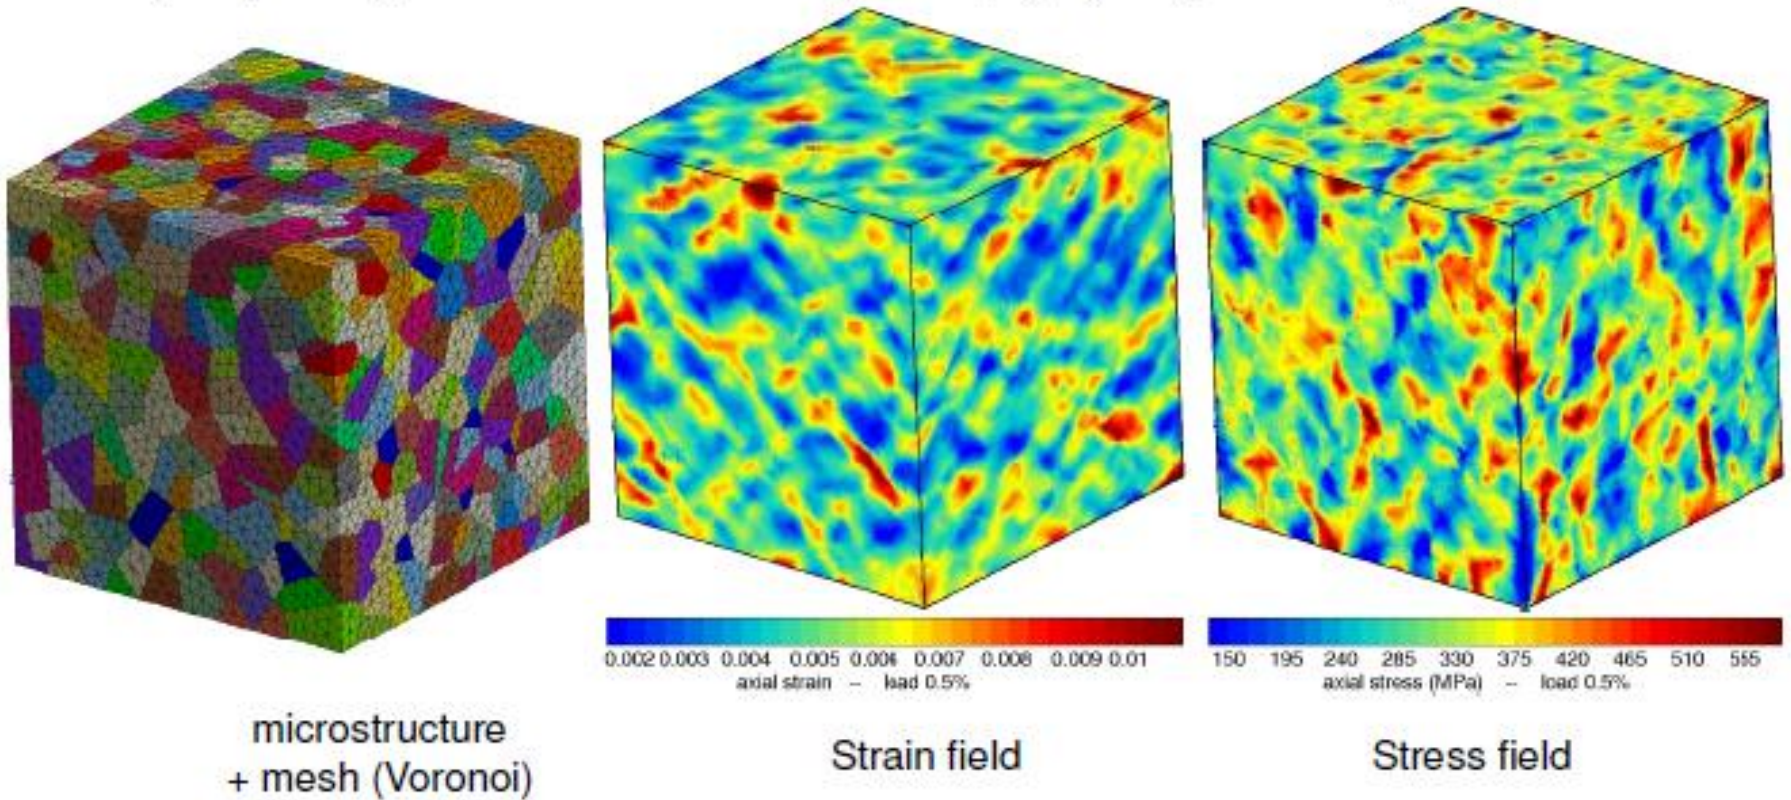 0.002 0.003 0.004 0.005 0.006 0.007 0.008 0.009 0.01
axial strain – load 0.5%
150 195 240 285 330 375 420 465 510 555
axial stress (MPa) – load 0.5%
microstructure
+ mesh (Voronoi)
Strain field
Stress field